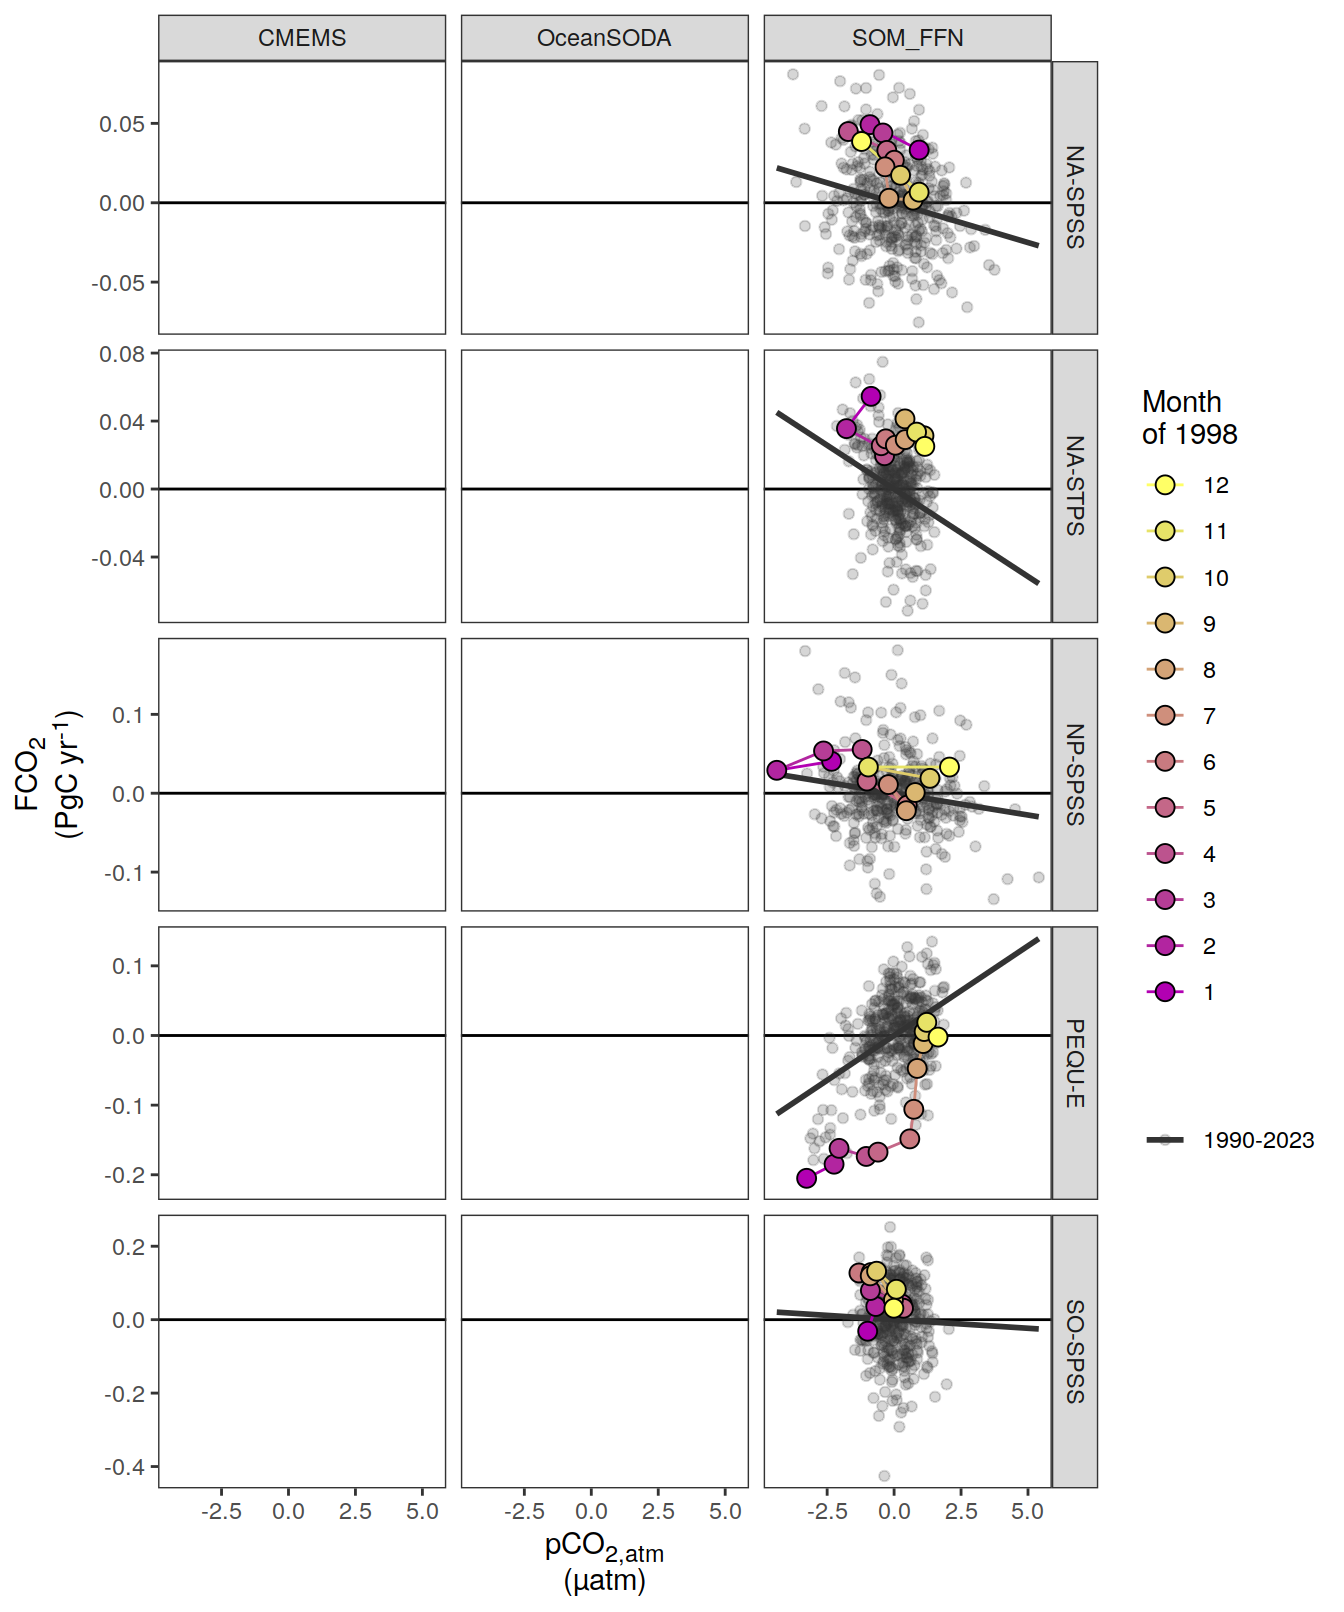 CMEMS OceanSODA SOM_FFN
0.05
0.00
-0.05
NA-SPSS
0.08
0.04
0.00
-0.04
NA-STPS
0.1
0.0
-0.1
NP-SPSS
0.1
0.0
-0.1
-0.2
PEQU-E
0.2
0.0
-0.2
-0.4
SO-SPSS
-2.5 0.0 2.5 5.0 -2.5 0.0 2.5 5.0 -2.5 0.0 2.5 5.0
pCO₂,atm
(µatm)
FCO₂
(PgC yr⁻¹)
Month
of 1998
12
11
10
9
8
7
6
5
4
3
2
1
1990-2023